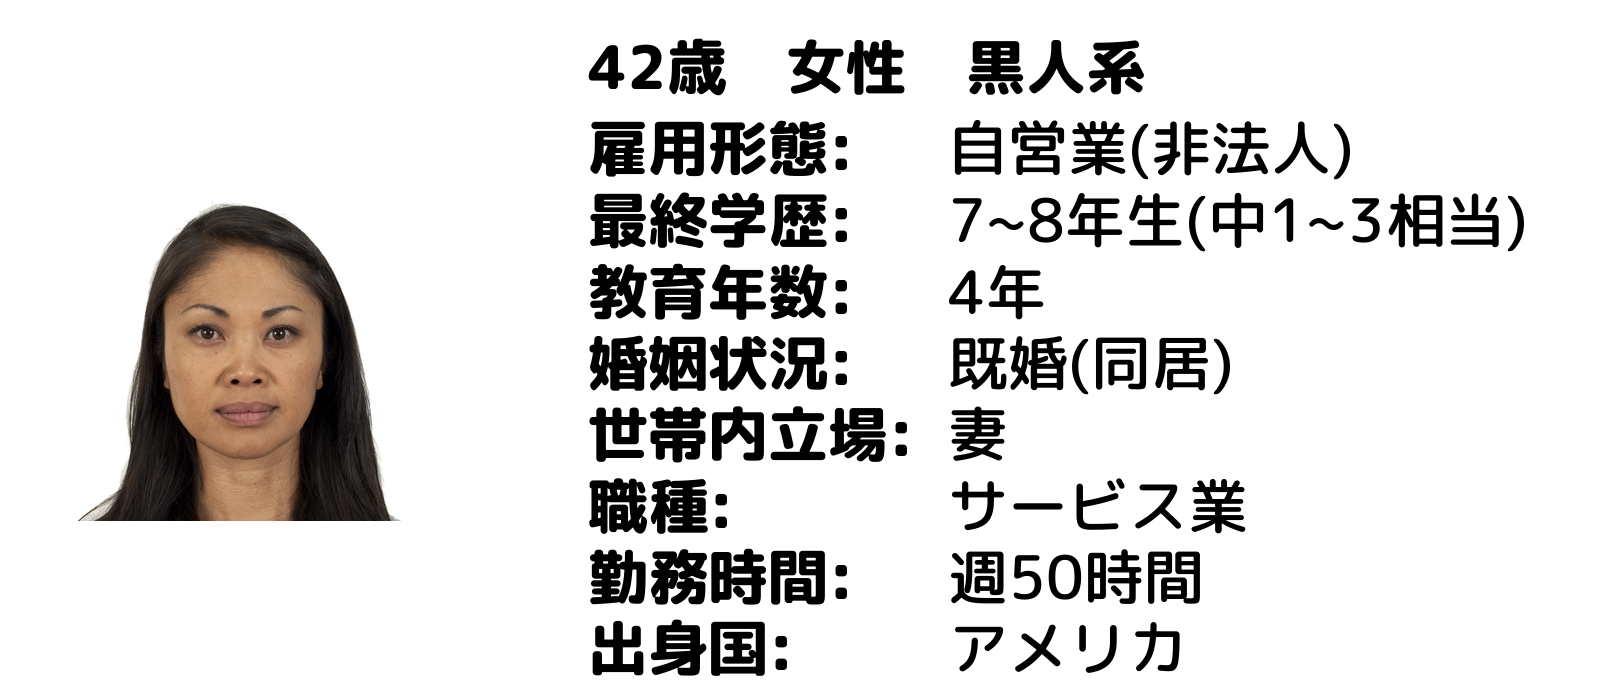 42歳　女性　黒人系
雇用形態:　自営業(非法人)
最終学歴:　7~8年生(中1~3相当)
教育年数:　4年
婚姻状況:　既婚(同居)
世帯内立場:　妻
職種:　サービス業
勤務時間:　週50時間
出身国:　アメリカ